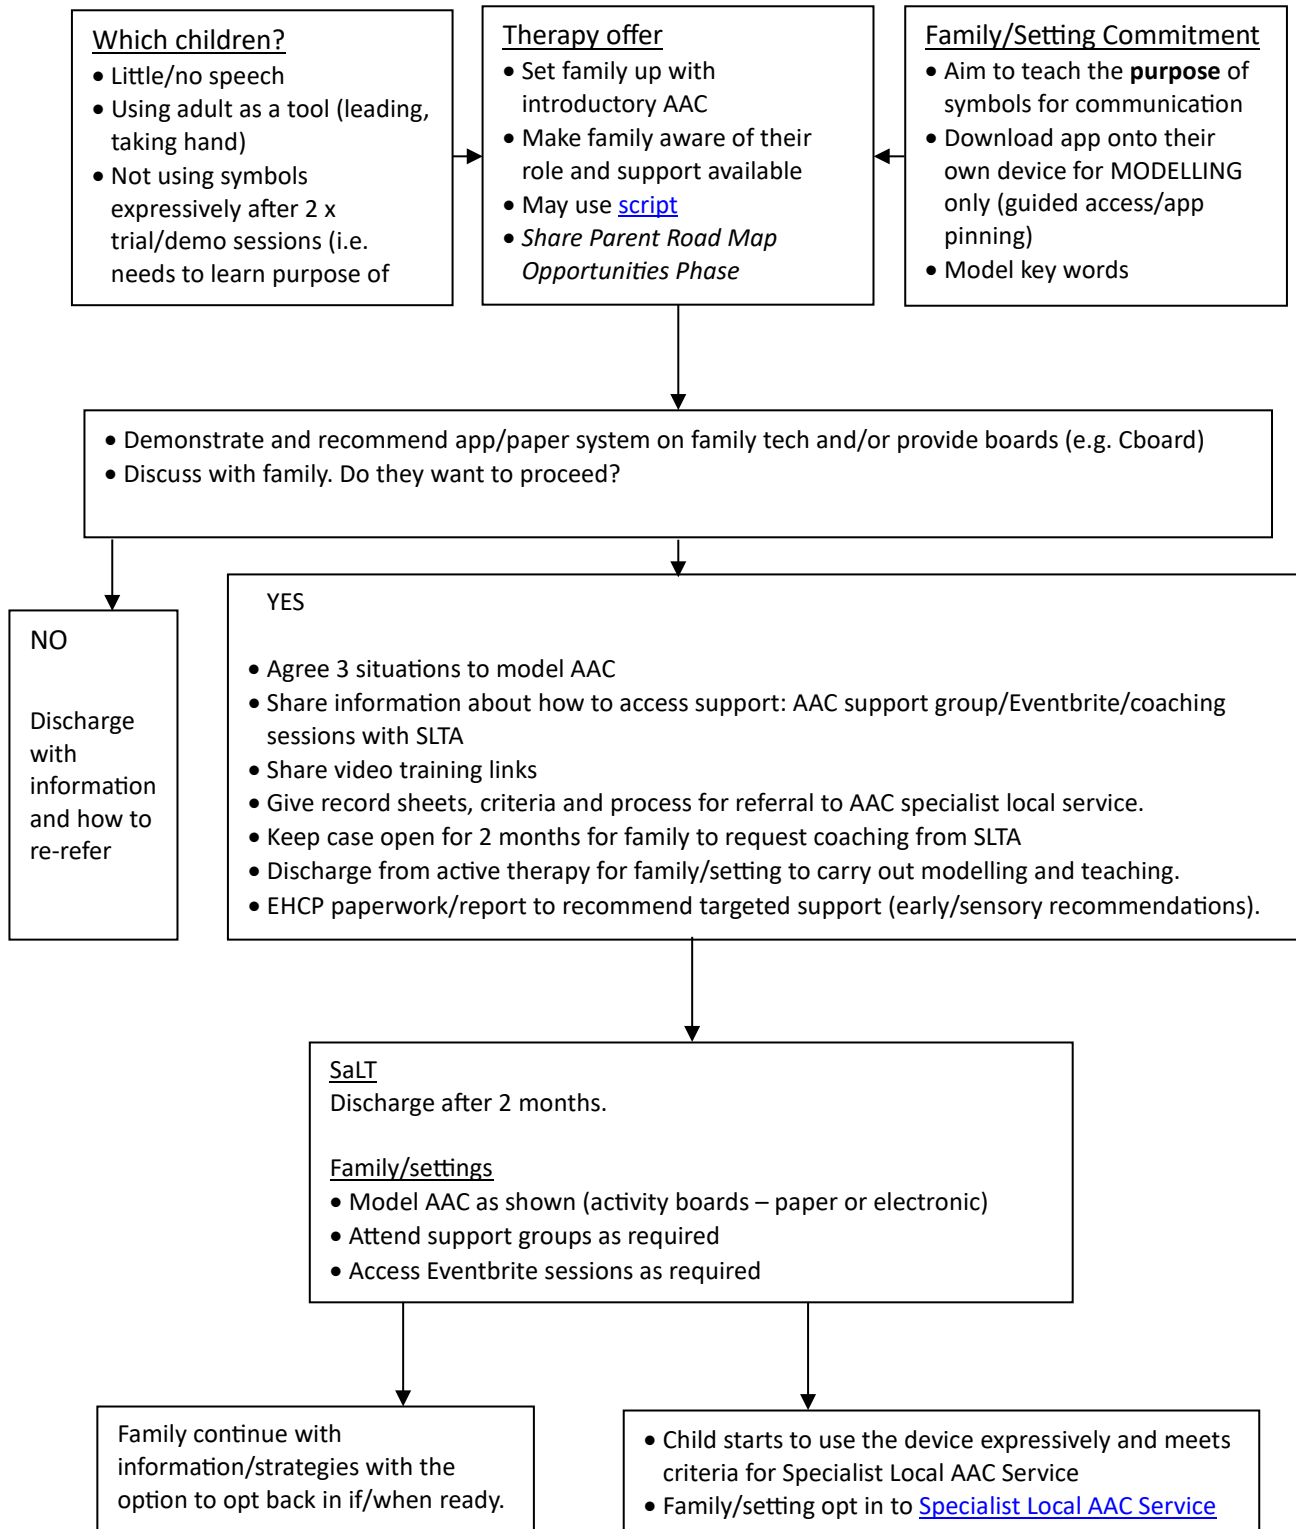 Which children?
• Little/no speech
• Using adult as a tool (leading,
taking hand)
• Not using symbols
expressively after 2 x
trial/demo sessions (i.e.
needs to learn purpose of
Therapy offer
• Set family up with
introductory AAC
• Make family aware of their
role and support available
• May use script
• Share Parent Road Map
Opportunities Phase
Family/Setting Commitment
• Aim to teach the purpose of
symbols for communication
• Download app onto their
own device for MODELLING
only (guided access/app
pinning)
• Model key words
• Demonstrate and recommend app/paper system on family tech and/or provide boards (e.g. Cboard)
• Discuss with family. Do they want to proceed?
NO
Discharge
with
information
and how to
re-refer
YES
• Agree 3 situations to model AAC
• Share information about how to access support: AAC support group/Eventbrite/coaching
sessions with SLTA
• Share video training links
• Give record sheets, criteria and process for referral to AAC specialist local service.
• Keep case open for 2 months for family to request coaching from SLTA
• Discharge from active therapy for family/setting to carry out modelling and teaching.
• EHCP paperwork/report to recommend targeted support (early/sensory recommendations).
SaLT
Discharge after 2 months.
Family/settings
• Model AAC as shown (activity boards – paper or electronic)
• Attend support groups as required
• Access Eventbrite sessions as required
Family continue with
information/strategies with the
option to opt back in if/when ready.
• Child starts to use the device expressively and meets
criteria for Specialist Local AAC Service
• Family/setting opt in to Specialist Local AAC Service